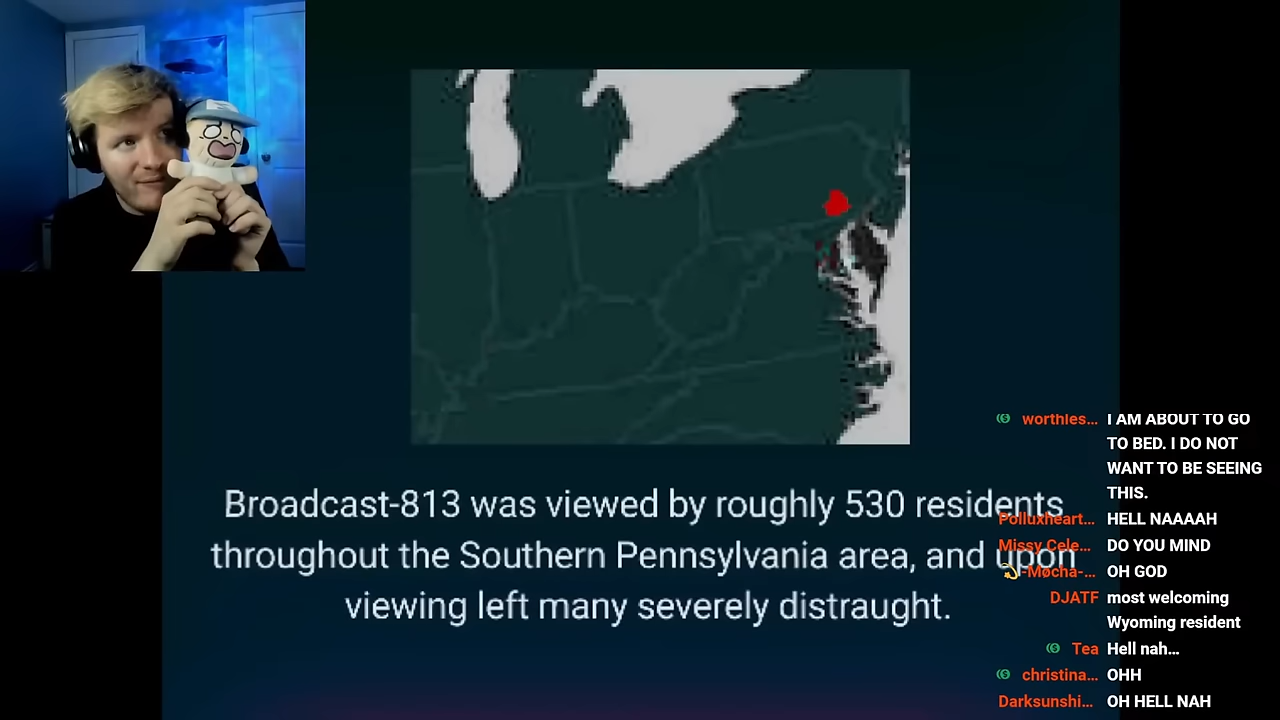 Broadcast-813 was viewed by roughly 530 residents
throughout the Southern Pennsylvania area, and upon
viewing left many severely distraught.
worthles… I AM ABOUT TO GO
TO BED. I DO NOT
WANT TO BE SEEING
THIS.
Polluxheart… HELL NAAAAH
Missy Cele… DO YOU MIND
-Møcha-… OH GOD
DJATF most welcoming
Wyoming resident
Tea Hell nah…
christina… OHH
Darksunshi… OH HELL NAH